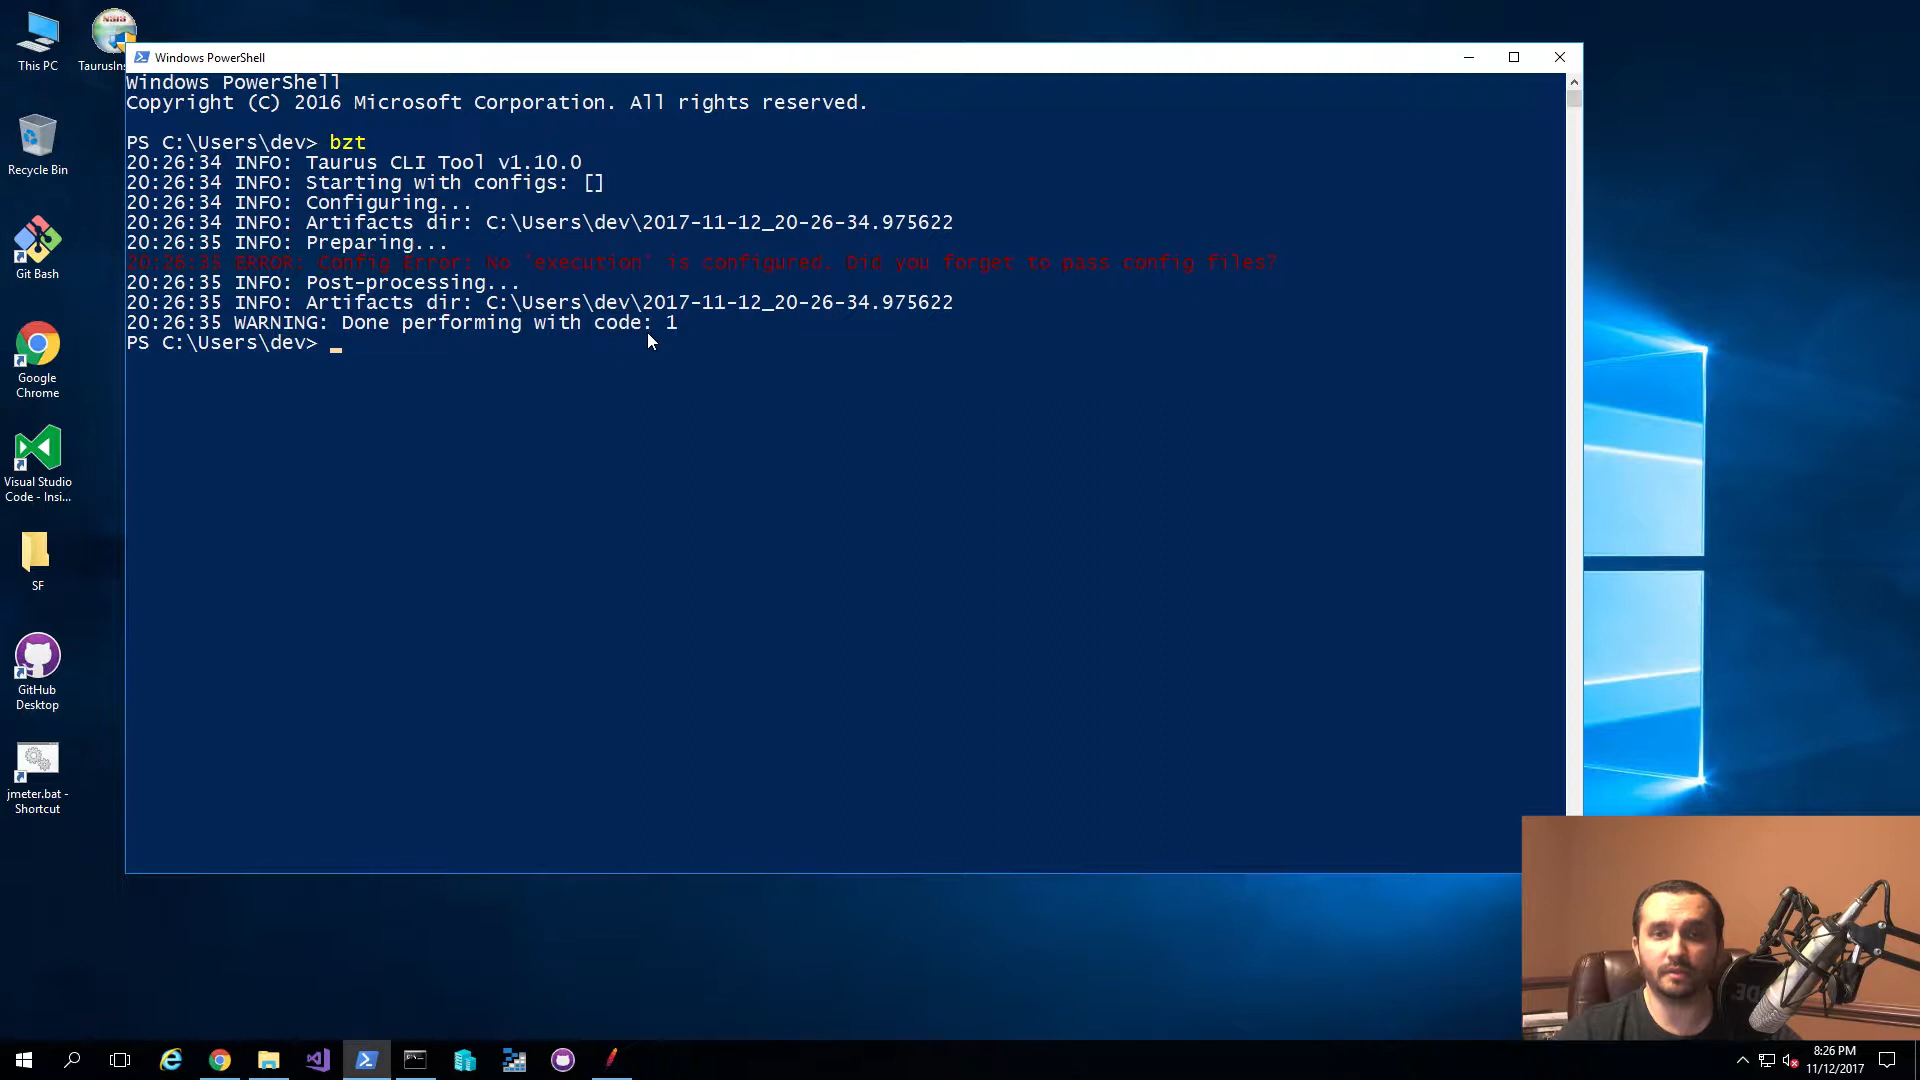 This PC
TaurusIns
Recycle Bin
Git Bash
Google
Chrome
Visual Studio
Code - Insi...
SF
GitHub
Desktop
jmeter.bat -
Shortcut
Windows PowerShell
Windows PowerShell
Copyright (C) 2016 Microsoft Corporation. All rights reserved.
PS C:\Users\dev> bzt
20:26:34 INFO: Taurus CLI Tool v1.10.0
20:26:34 INFO: Starting with configs: []
20:26:34 INFO: Configuring...
20:26:34 INFO: Artifacts dir: C:\Users\dev\2017-11-12_20-26-34.975622
20:26:35 INFO: Preparing...
20:26:35 ERROR: Config Error: No 'execution' is configured. Did you forget to pass config files?
20:26:35 INFO: Post-processing...
20:26:35 INFO: Artifacts dir: C:\Users\dev\2017-11-12_20-26-34.975622
20:26:35 WARNING: Done performing with code: 1
PS C:\Users\dev>
8:26 PM
11/12/2017